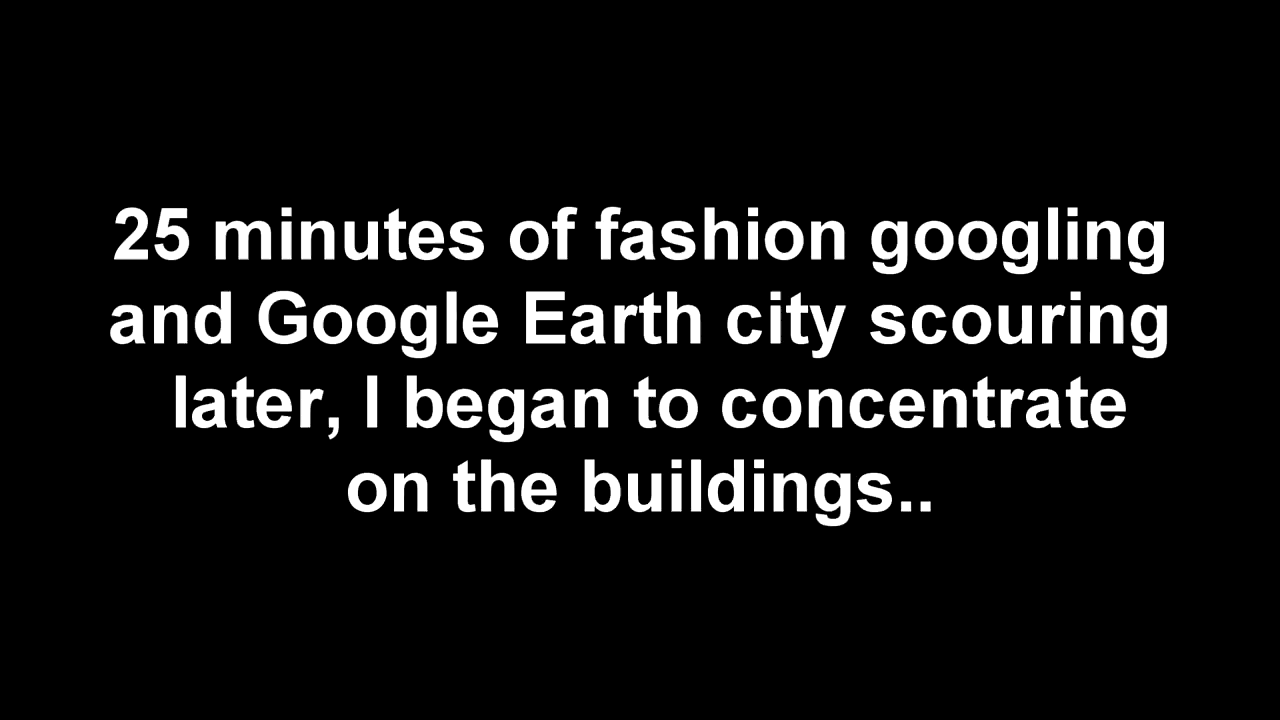 25 minutes of fashion googling
and Google Earth city scouring
later, I began to concentrate
on the buildings..